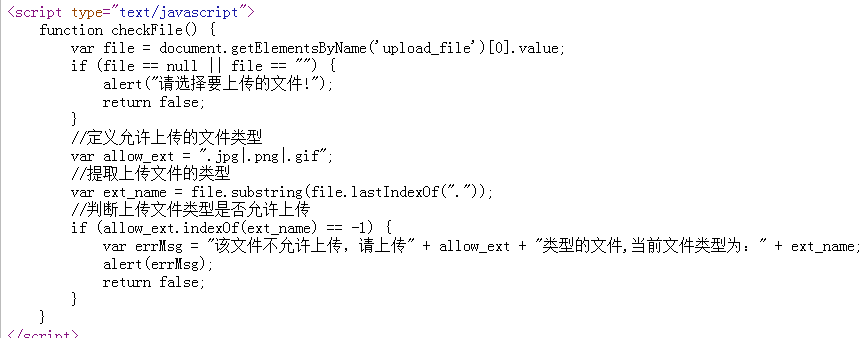 <script type="text/javascript">
    function checkFile() {
        var file = document.getElementsByName('upload_file')[0].value;
        if (file == null || file == "") {
            alert("请选择要上传的文件!");
            return false;
        }
        //定义允许上传的文件类型
        var allow_ext = ".jpg|.png|.gif";
        //提取上传文件的类型
        var ext_name = file.substring(file.lastIndexOf("."));
        //判断上传文件类型是否允许上传
        if (allow_ext.indexOf(ext_name) == -1) {
            var errMsg = "该文件不允许上传，请上传" + allow_ext + "类型的文件,当前文件类型为：" + ext_name;
            alert(errMsg);
            return false;
        }
    }
</script>